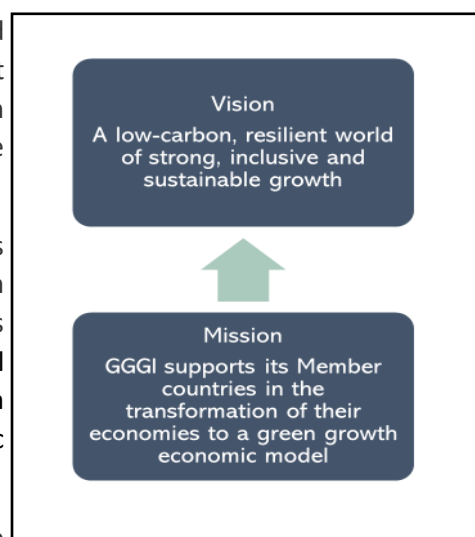 Vision
A low-carbon, resilient world
of strong, inclusive and
sustainable growth
Mission
GGGI supports its Member
countries in the
transformation of their
economies to a green growth
economic model